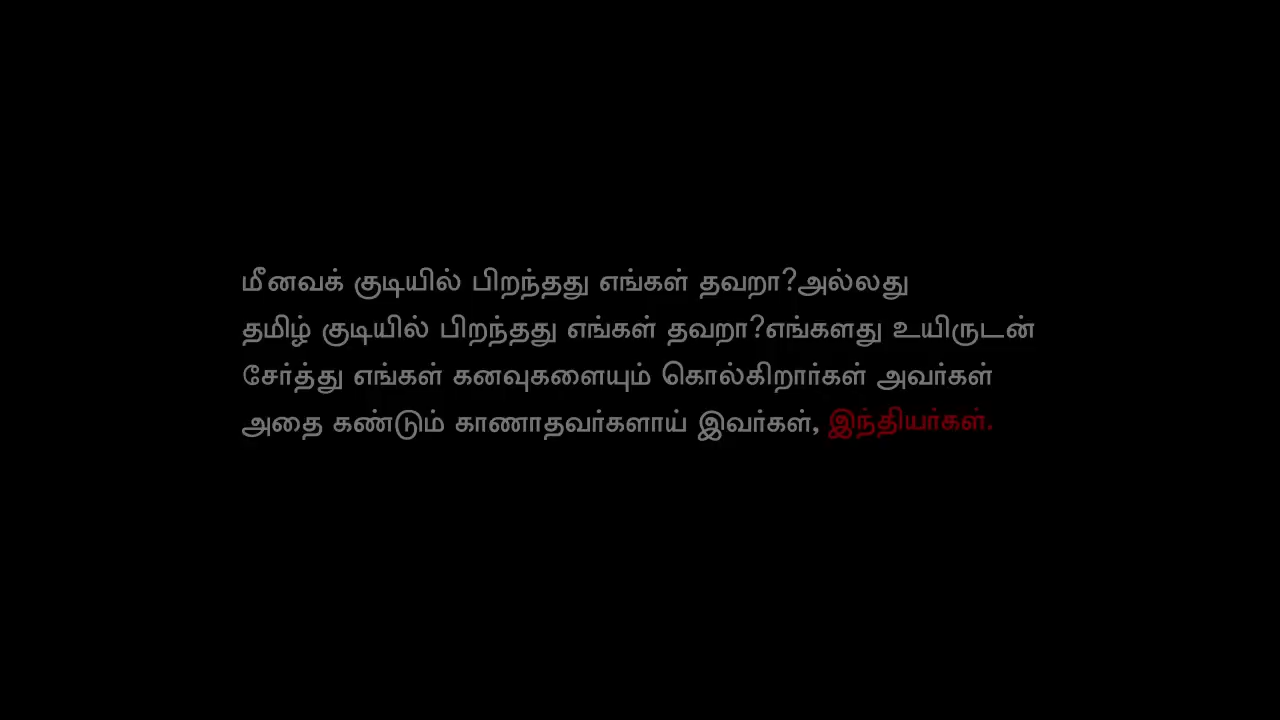 மீனவக் குடியில் பிறந்தது எங்கள் தவறா?அல்லது
தமிழ் குடியில் பிறந்தது எங்கள் தவறா?எங்களது உயிருடன்
சேர்த்து எங்கள் கனவுகளையும் கொல்கிறார்கள் அவர்கள்
அதை கண்டும் காணாதவர்களாய் இவர்கள், இந்தியர்கள்.